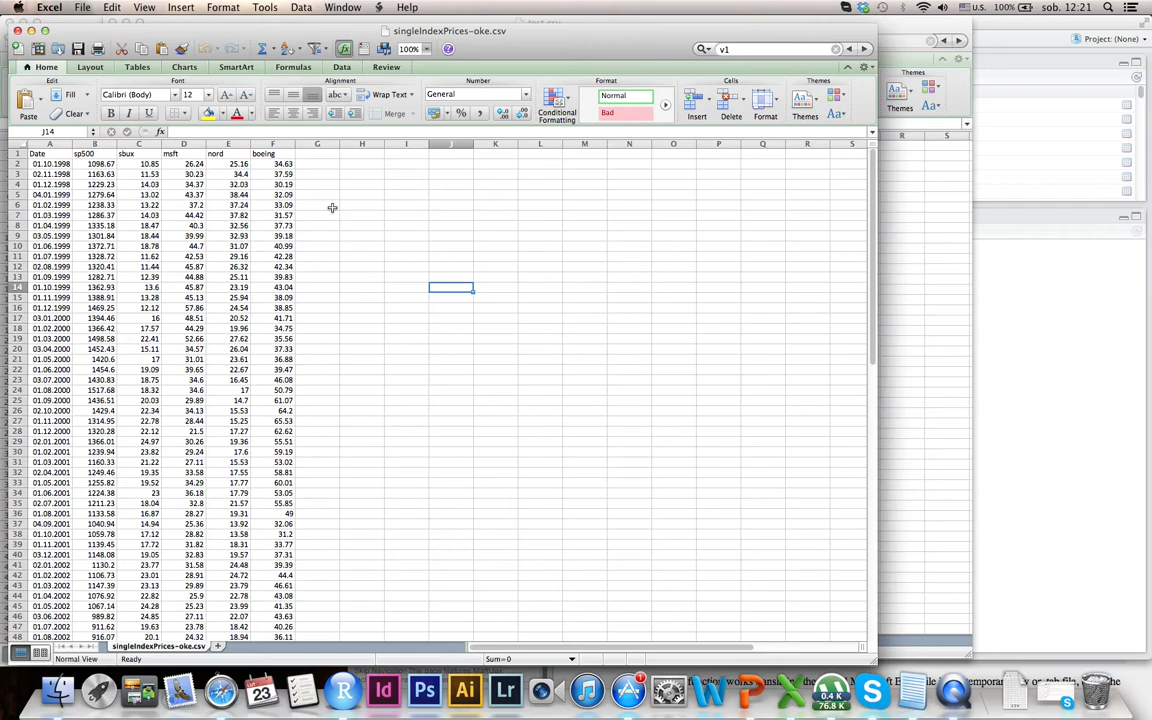 Excel File Edit View Insert Format Tools Data Window Help U.S. 100% sob. 12:21
singleIndexPrices-oke.csv
100% v1 Project: (None)
Home Layout Tables Charts SmartArt Formulas Data Review
Edit Font Alignment Number Format Cells Themes Themes
Fill Calibri (Body) 12 abc Wrap Text General Normal
Paste Clear B I U Merge % Conditional Formatting Bad Insert Delete Format Themes Aa Themes Aa
J14 fx
A B C D E F G H I J K L M N O P Q R S R S
1 Date sp500 sbux msft nord boeing
2 01.10.1998 1098.67 10.85 26.24 25.16 34.63
3 02.11.1998 1163.63 11.53 30.23 34.4 37.59
4 01.12.1998 1229.23 14.03 34.37 32.03 30.19
5 04.01.1999 1279.64 13.02 43.37 38.44 32.09
6 01.02.1999 1238.33 13.22 37.2 37.24 33.09
7 01.03.1999 1286.37 14.03 44.42 37.82 31.57
8 01.04.1999 1335.18 18.47 40.3 32.56 37.73
9 03.05.1999 1301.84 18.44 39.99 32.93 39.18
10 01.06.1999 1372.71 18.78 44.7 31.07 40.99
11 01.07.1999 1328.72 11.62 42.53 29.16 42.28
12 02.08.1999 1320.41 11.44 45.87 26.32 42.34
13 01.09.1999 1282.71 12.39 44.88 25.11 39.83
14 01.10.1999 1362.93 13.6 45.87 23.19 43.04
15 01.11.1999 1388.91 13.28 45.13 25.94 38.09
16 01.12.1999 1469.25 12.12 57.86 24.54 38.85
17 03.01.2000 1394.46 16 48.51 20.52 41.71
18 01.02.2000 1366.42 17.57 44.29 19.96 34.75
19 01.03.2000 1498.58 22.41 52.66 27.62 35.56
20 03.04.2000 1452.43 15.11 34.57 26.04 37.33
21 01.05.2000 1420.6 17 31.01 23.61 36.88
22 01.06.2000 1454.6 19.09 39.65 22.67 39.47
23 03.07.2000 1430.83 18.75 34.6 16.45 46.08
24 01.08.2000 1517.68 18.32 34.6 17 50.79
25 01.09.2000 1436.51 20.03 29.89 14.7 61.07
26 02.10.2000 1429.4 22.34 34.13 15.53 64.2
27 01.11.2000 1314.95 22.78 28.44 15.25 65.53
28 01.12.2000 1320.28 22.12 21.5 17.27 62.62
29 02.01.2001 1366.01 24.97 30.26 19.36 55.51
30 01.02.2001 1239.94 23.82 29.24 17.6 59.19
31 01.03.2001 1160.33 21.22 27.11 15.53 53.02
32 02.04.2001 1249.46 19.35 33.58 17.55 58.81
33 01.05.2001 1255.82 19.52 34.29 17.77 60.01
34 01.06.2001 1224.38 23 36.18 17.79 53.05
35 02.07.2001 1211.23 18.04 32.8 21.57 55.85
36 01.08.2001 1133.58 16.87 28.27 19.31 49
37 04.09.2001 1040.94 14.94 25.36 13.92 32.06
38 01.10.2001 1059.78 17.12 28.82 13.58 31.2
39 01.11.2001 1139.45 17.72 31.82 18.31 33.77
40 03.12.2001 1148.08 19.05 32.83 19.57 37.31
41 02.01.2002 1130.2 23.77 31.58 24.48 39.39
42 01.02.2002 1106.73 23.01 28.91 24.72 44.4
43 01.03.2002 1147.39 23.13 29.89 23.79 46.61
44 01.04.2002 1076.92 22.82 25.9 22.78 43.08
45 01.05.2002 1067.14 24.28 25.23 23.99 41.35
46 03.06.2002 989.82 24.85 27.11 22.07 43.63
47 01.07.2002 911.62 19.63 23.78 18.42 40.26
48 01.08.2002 916.07 20.1 24.32 18.94 36.11
singleIndexPrices-oke.csv
Normal View Ready Sum=0
23 R Id Ps Ai Lr 1 W P X 0.4 K 76.8 K S